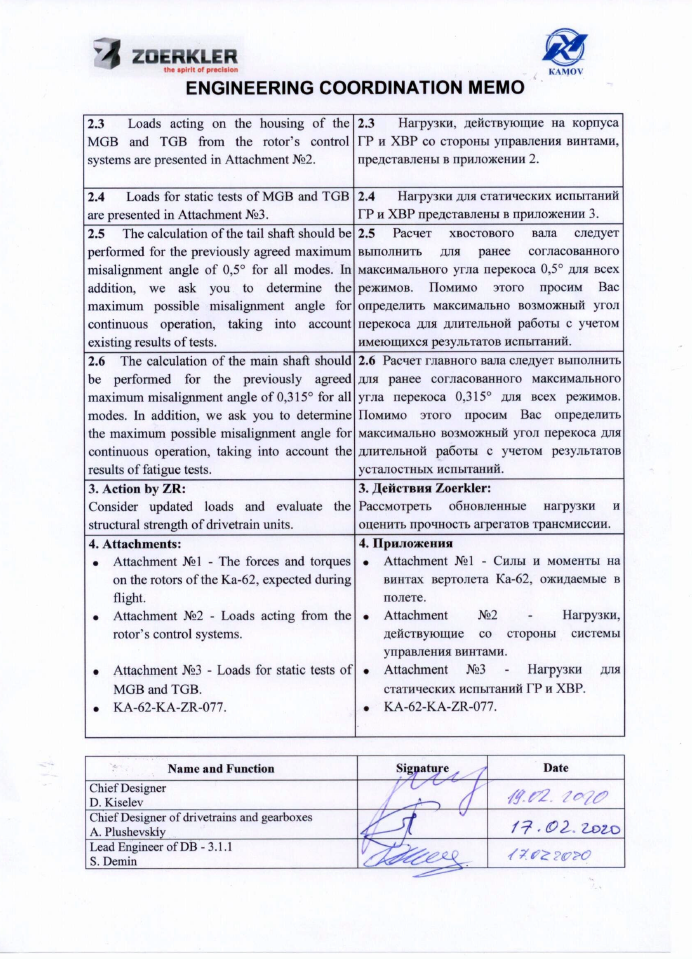 ZOERKLER
the spirit of precision
KAMOV
ENGINEERING COORDINATION MEMO
2.3 Loads acting on the housing of the
MGB and TGB from the rotor's control
systems are presented in Attachment №2.
2.3 Нагрузки, действующие на корпуса
ГР и ХВР со стороны управления винтами,
представлены в приложении 2.
2.4 Loads for static tests of MGB and TGB
are presented in Attachment №3.
2.4 Нагрузки для статических испытаний
ГР и ХВР представлены в приложении 3.
2.5 The calculation of the tail shaft should be
performed for the previously agreed maximum
misalignment angle of 0,5° for all modes. In
addition, we ask you to determine the
maximum possible misalignment angle for
continuous operation, taking into account
existing results of tests.
2.5 Расчет хвостового вала следует
выполнить для ранее согласованного
максимального угла перекоса 0,5° для всех
режимов. Помимо этого просим Вас
определить максимально возможный угол
перекоса для длительной работы с учетом
имеющихся результатов испытаний.
2.6 The calculation of the main shaft should
be performed for the previously agreed
maximum misalignment angle of 0,315° for all
modes. In addition, we ask you to determine
the maximum possible misalignment angle for
continuous operation, taking into account the
results of fatigue tests.
2.6 Расчет главного вала следует выполнить
для ранее согласованного максимального
угла перекоса 0,315° для всех режимов.
Помимо этого просим Вас определить
максимально возможный угол перекоса для
длительной работы с учетом результатов
усталостных испытаний.
3. Action by ZR:
Consider updated loads and evaluate the
structural strength of drivetrain units.
3. Действия Zoerkler:
Рассмотреть обновленные нагрузки и
оценить прочность агрегатов трансмиссии.
4. Attachments:
• Attachment №1 - The forces and torques
on the rotors of the Ka-62, expected during
flight.
• Attachment №2 - Loads acting from the
rotor's control systems.
• Attachment №3 - Loads for static tests of
MGB and TGB.
• KA-62-KA-ZR-077.
4. Приложения
• Attachment №1 - Силы и моменты на
винтах вертолета Ка-62, ожидаемые в
полете.
• Attachment №2 - Нагрузки,
действующие со стороны системы
управления винтами.
• Attachment №3 - Нагрузки для
статических испытаний ГР и ХВР.
• KA-62-KA-ZR-077.
Name and Function Signature Date
Chief Designer
D. Kiselev
19.02.2020
Chief Designer of drivetrains and gearboxes
A. Plushevskiy
17.02.2020
Lead Engineer of DB - 3.1.1
S. Demin
17.02 2020